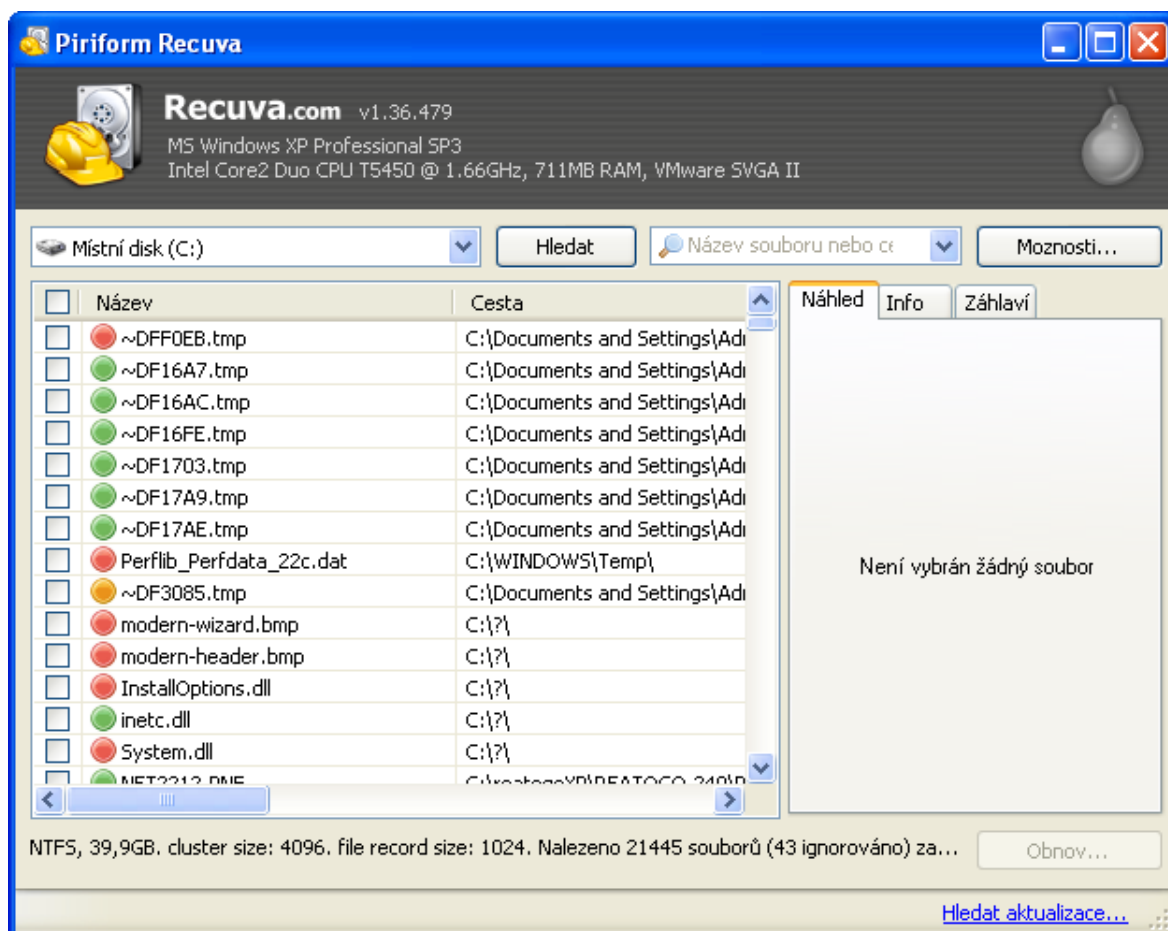 Piriform Recuva
Recuva.com v1.36.479
MS Windows XP Professional SP3
Intel Core2 Duo CPU T5450 @ 1.66GHz, 711MB RAM, VMware SVGA II
Místní disk (C:) Hledat Název souboru nebo ce Moznosti...
Náhled Info Záhlaví
Název Cesta
~DFF0EB.tmp C:\Documents and Settings\Adı
~DF16A7.tmp C:\Documents and Settings\Adı
~DF16AC.tmp C:\Documents and Settings\Adı
~DF16FE.tmp C:\Documents and Settings\Adı
~DF1703.tmp C:\Documents and Settings\Adı
~DF17A9.tmp C:\Documents and Settings\Adı
~DF17AE.tmp C:\Documents and Settings\Adı
Perflib_Perfdata_22c.dat C:\WINDOWS\Temp\
~DF3085.tmp C:\Documents and Settings\Adı
modern-wizard.bmp C:\?\
modern-header.bmp C:\?\
InstallOptions.dll C:\?\
inetc.dll C:\?\
System.dll C:\?\
Není vybrán žádný soubor
NTFS, 39,9GB. cluster size: 4096. file record size: 1024. Nalezeno 21445 souborů (43 ignorováno) za...
Obnov...
Hledat aktualizace...